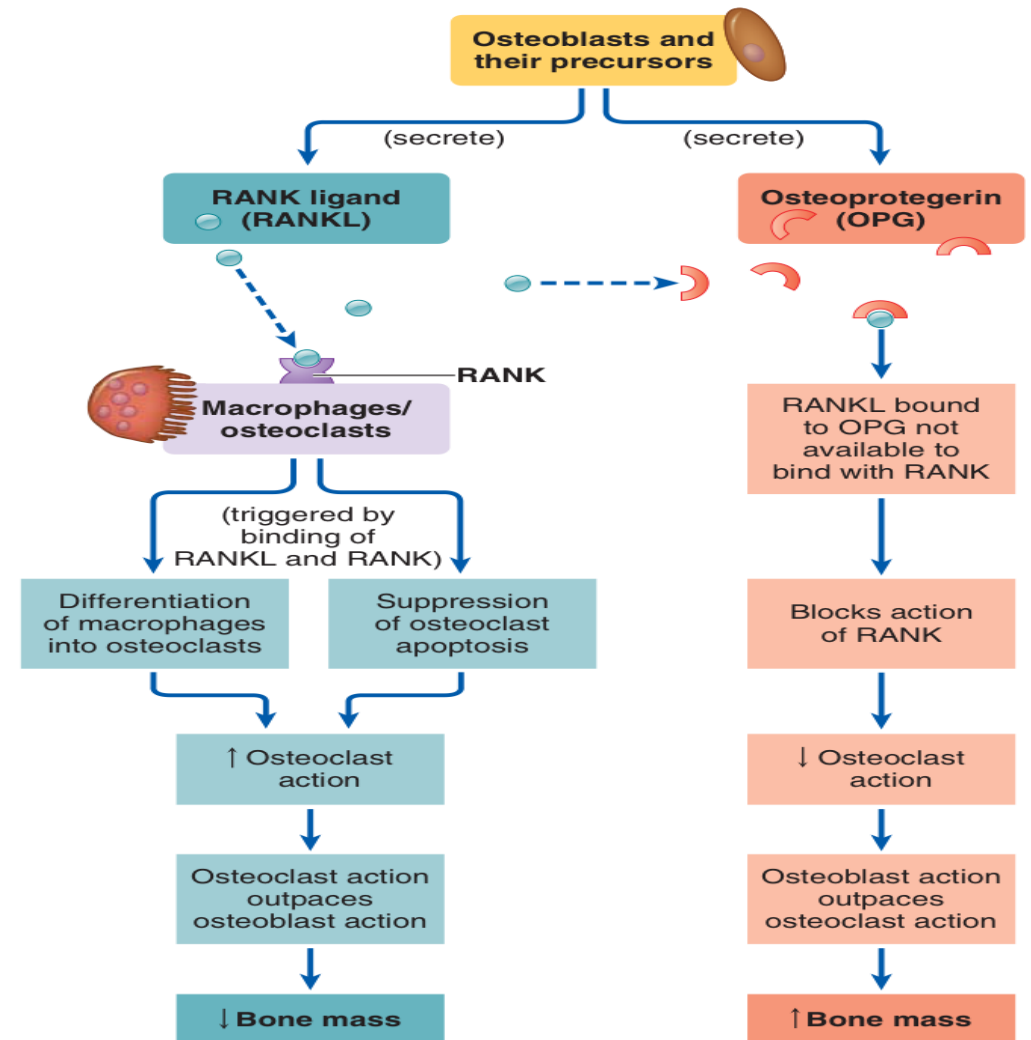 Osteoblasts and
their precursors
(secrete)
(secrete)
RANK ligand
(RANKL)
Osteoprotegerin
(OPG)
RANK
Macrophages/
osteoclasts
(triggered by
binding of
RANKL and RANK)
Differentiation
of macrophages
into osteoclasts
Suppression
of osteoclast
apoptosis
↑ Osteoclast
action
Osteoclast action
outpaces
osteoblast action
↓ Bone mass
RANKL bound
to OPG not
available to
bind with RANK
Blocks action
of RANK
↓ Osteoclast
action
Osteoblast action
outpaces
osteoclast action
↑ Bone mass